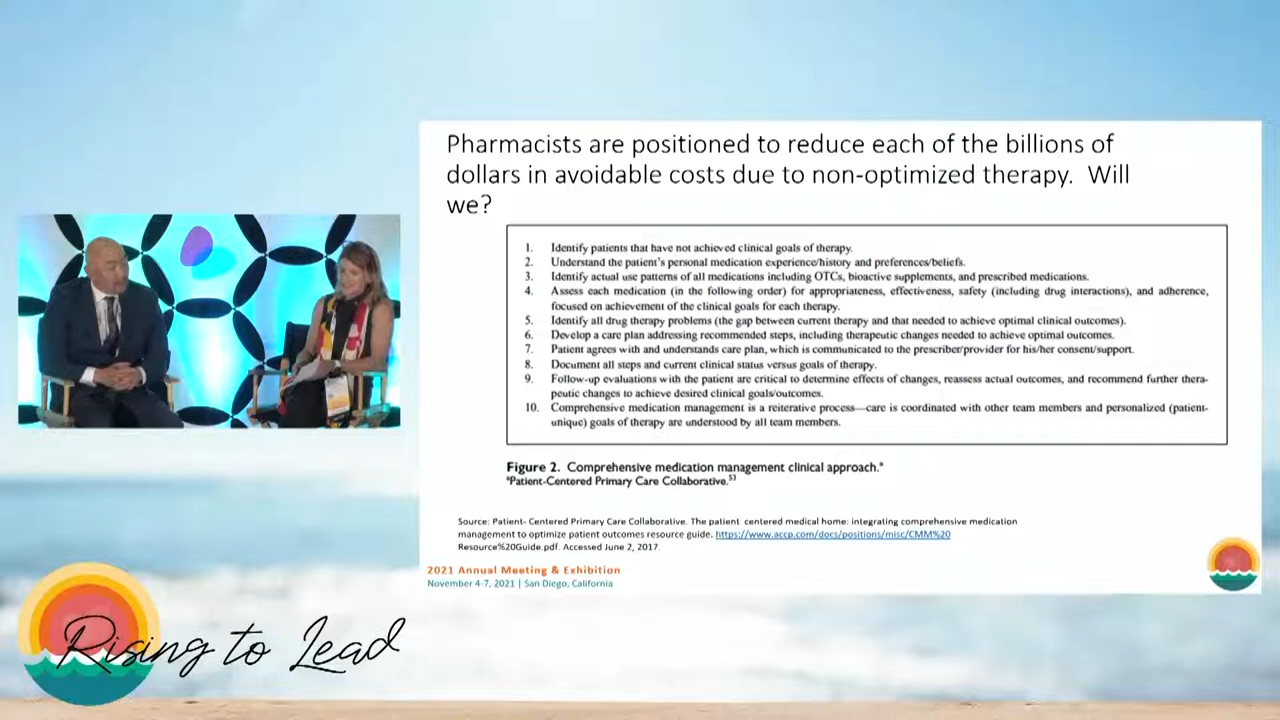 Pharmacists are positioned to reduce each of the billions of
dollars in avoidable costs due to non-optimized therapy. Will
we?
1. Identify patients that have not achieved clinical goals of therapy.
2. Understand the patient's personal medication experience/history and preferences/beliefs.
3. Identify actual use patterns of all medications including OTCs, bioactive supplements, and prescribed medications.
4. Assess each medication (in the following order) for appropriateness, effectiveness, safety (including drug interactions), and adherence,
focused on achievement of the clinical goals for each therapy.
5. Identify all drug therapy problems (the gap between current therapy and that needed to achieve optimal clinical outcomes).
6. Develop a care plan addressing recommended steps, including therapeutic changes needed to achieve optimal outcomes.
7. Patient agrees with and understands care plan, which is communicated to the prescriber/provider for his/her consent/support.
8. Document all steps and current clinical status versus goals of therapy.
9. Follow-up evaluations with the patient are critical to determine effects of changes, reassess actual outcomes, and recommend further thera-
peutic changes to achieve desired clinical goals/outcomes.
10. Comprehensive medication management is a reiterative process—care is coordinated with other team members and personalized (patient-
unique) goals of therapy are understood by all team members.
Figure 2. Comprehensive medication management clinical approach.*
*Patient-Centered Primary Care Collaborative.53
Source: Patient- Centered Primary Care Collaborative. The patient centered medical home: integrating comprehensive medication
management to optimize patient outcomes resource guide. https://www.accp.com/docs/positions/misc/CMM%20
Resource%20Guide.pdf. Accessed June 2, 2017.
2021 Annual Meeting & Exhibition
November 4-7, 2021 | San Diego, California
Rising to Lead